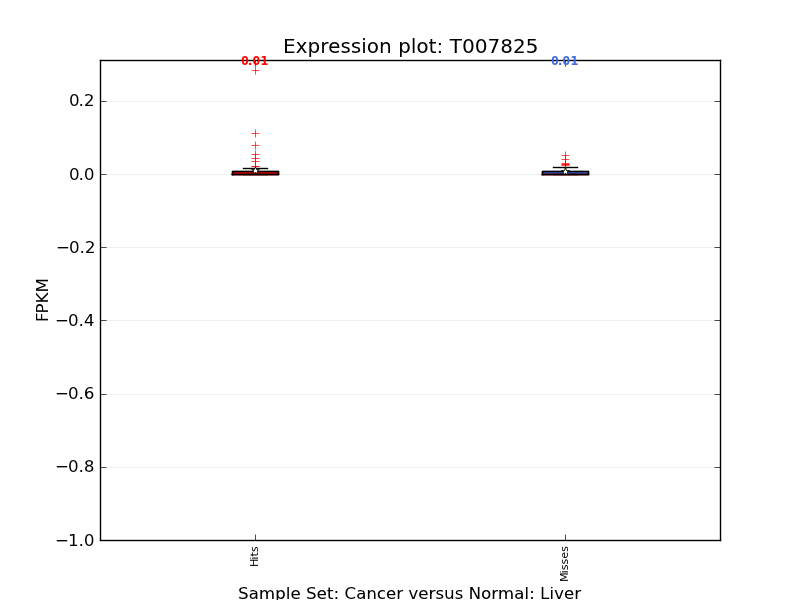 Expression plot: T007825
0.01 0.01
0.2
0.0
−0.2
−0.4
−0.6
−0.8
−1.0
FPKM
Hits Misses
Sample Set: Cancer versus Normal: Liver